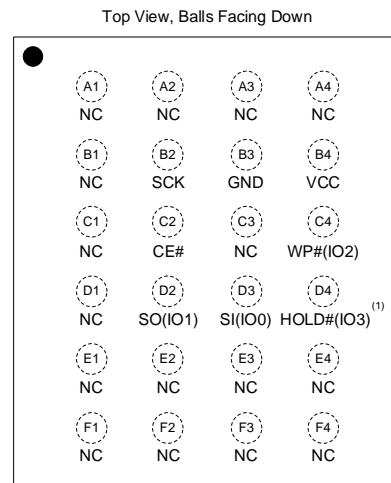 Top View, Balls Facing Down
A1 A2 A3 A4
NC NC NC NC
B1 B2 B3 B4
NC SCK GND VCC
C1 C2 C3 C4
NC CE# NC WP#(IO2)
D1 D2 D3 D4
NC SO(IO1) SI(IO0) HOLD#(IO3) (1)
E1 E2 E3 E4
NC NC NC NC
F1 F2 F3 F4
NC NC NC NC